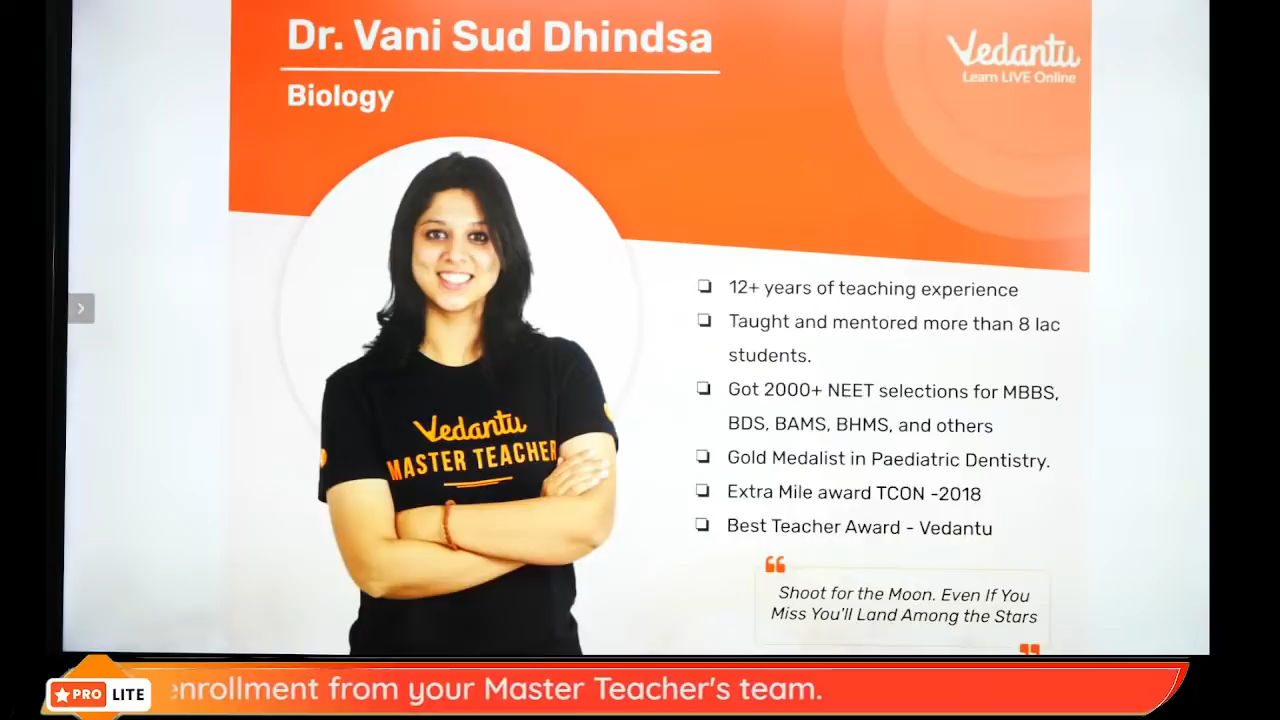 Dr. Vani Sud Dhindsa
Biology
Vedantu
Learn LIVE Online
12+ years of teaching experience
Taught and mentored more than 8 lac
students.
Got 2000+ NEET selections for MBBS,
BDS, BAMS, BHMS, and others
Gold Medalist in Paediatric Dentistry.
Extra Mile award TCON -2018
Best Teacher Award - Vedantu
Vedantu
MASTER TEACHER
“
Shoot for the Moon. Even If You
Miss You'll Land Among the Stars
”
PRO LITE
enrollment from your Master Teacher's team.